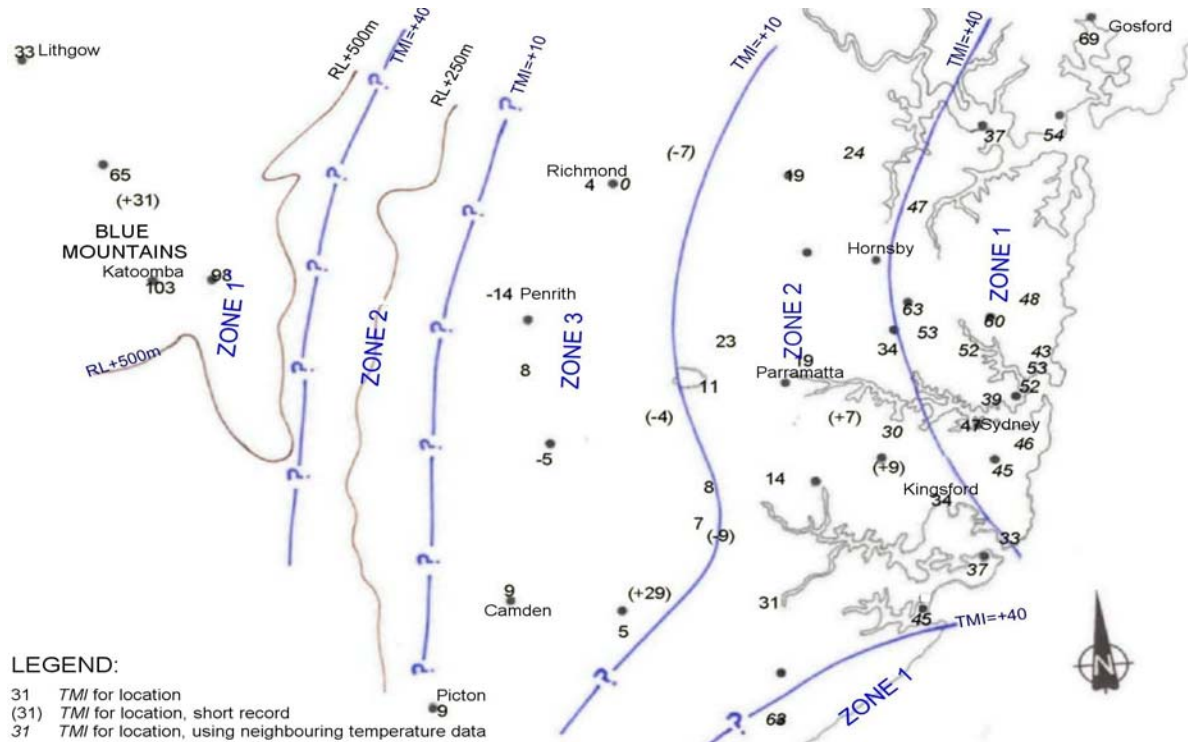 TMI=+40
TMI=+10
TMI=+40
Gosford
69
33 Lithgow
RL+500m
RL+250m
TMI=+10
?
?
37
54
(-7)
24
65
(+31)
?
Richmond
4 0
19
47
BLUE
MOUNTAINS
?
Hornsby
ZONE 1
Katoomba
103
98
ZONE 1
?
-14 Penrith
ZONE 3
ZONE 2
63
48
60
53
ZONE 2
?
23
34
52
43
RL+500m
?
8
19
53
Parramatta
11
52
39
(-4)
(+7)
30
47 Sydney
46
?
-5
(+9)
45
?
8
14
Kingsford
34
7
(-9)
33
?
37
9
Camden
(+29)
5
31
45
TMI=+40
?
?
ZONE 1
Picton
9
?
LEGEND:
31 TMI for location
(31) TMI for location, short record
31 TMI for location, using neighbouring temperature data
N